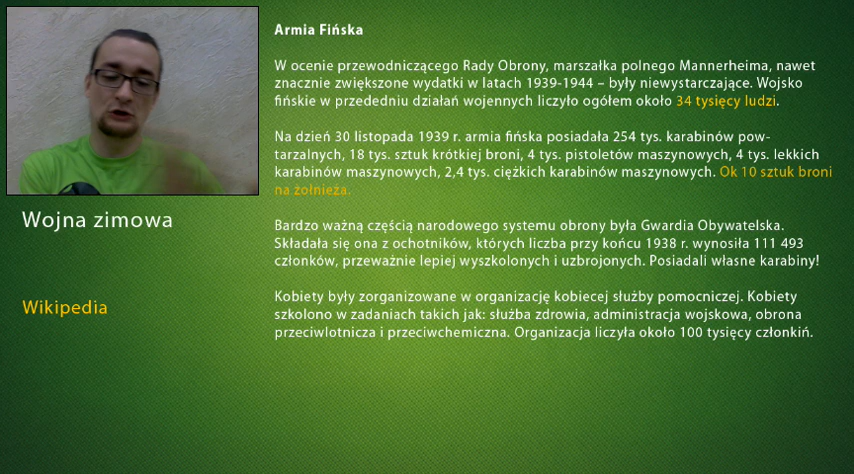 Armia Fińska
W ocenie przewodniczącego Rady Obrony, marszałka polnego Mannerheima, nawet
znacznie zwiększone wydatki w latach 1939-1944 – były niewystarczające. Wojsko
fińskie w przededniu działań wojennych liczyło ogółem około 34 tysięcy ludzi.
Na dzień 30 listopada 1939 r. armia fińska posiadała 254 tys. karabinów pow-
tarzalnych, 18 tys. sztuk krótkiej broni, 4 tys. pistoletów maszynowych, 4 tys. lekkich
karabinów maszynowych, 2,4 tys. ciężkich karabinów maszynowych. Ok 10 sztuk broni
na żołnieża.
Bardzo ważną częścią narodowego systemu obrony była Gwardia Obywatelska.
Składała się ona z ochotników, których liczba przy końcu 1938 r. wynosiła 111 493
członków, przeważnie lepiej wyszkolonych i uzbrojonych. Posiadali własne karabiny!
Kobiety były zorganizowane w organizację kobiecej służby pomocniczej. Kobiety
szkolono w zadaniach takich jak: służba zdrowia, administracja wojskowa, obrona
przeciwlotnicza i przeciwchemiczna. Organizacja liczyła około 100 tysięcy członkiń.
Wojna zimowa
Wikipedia